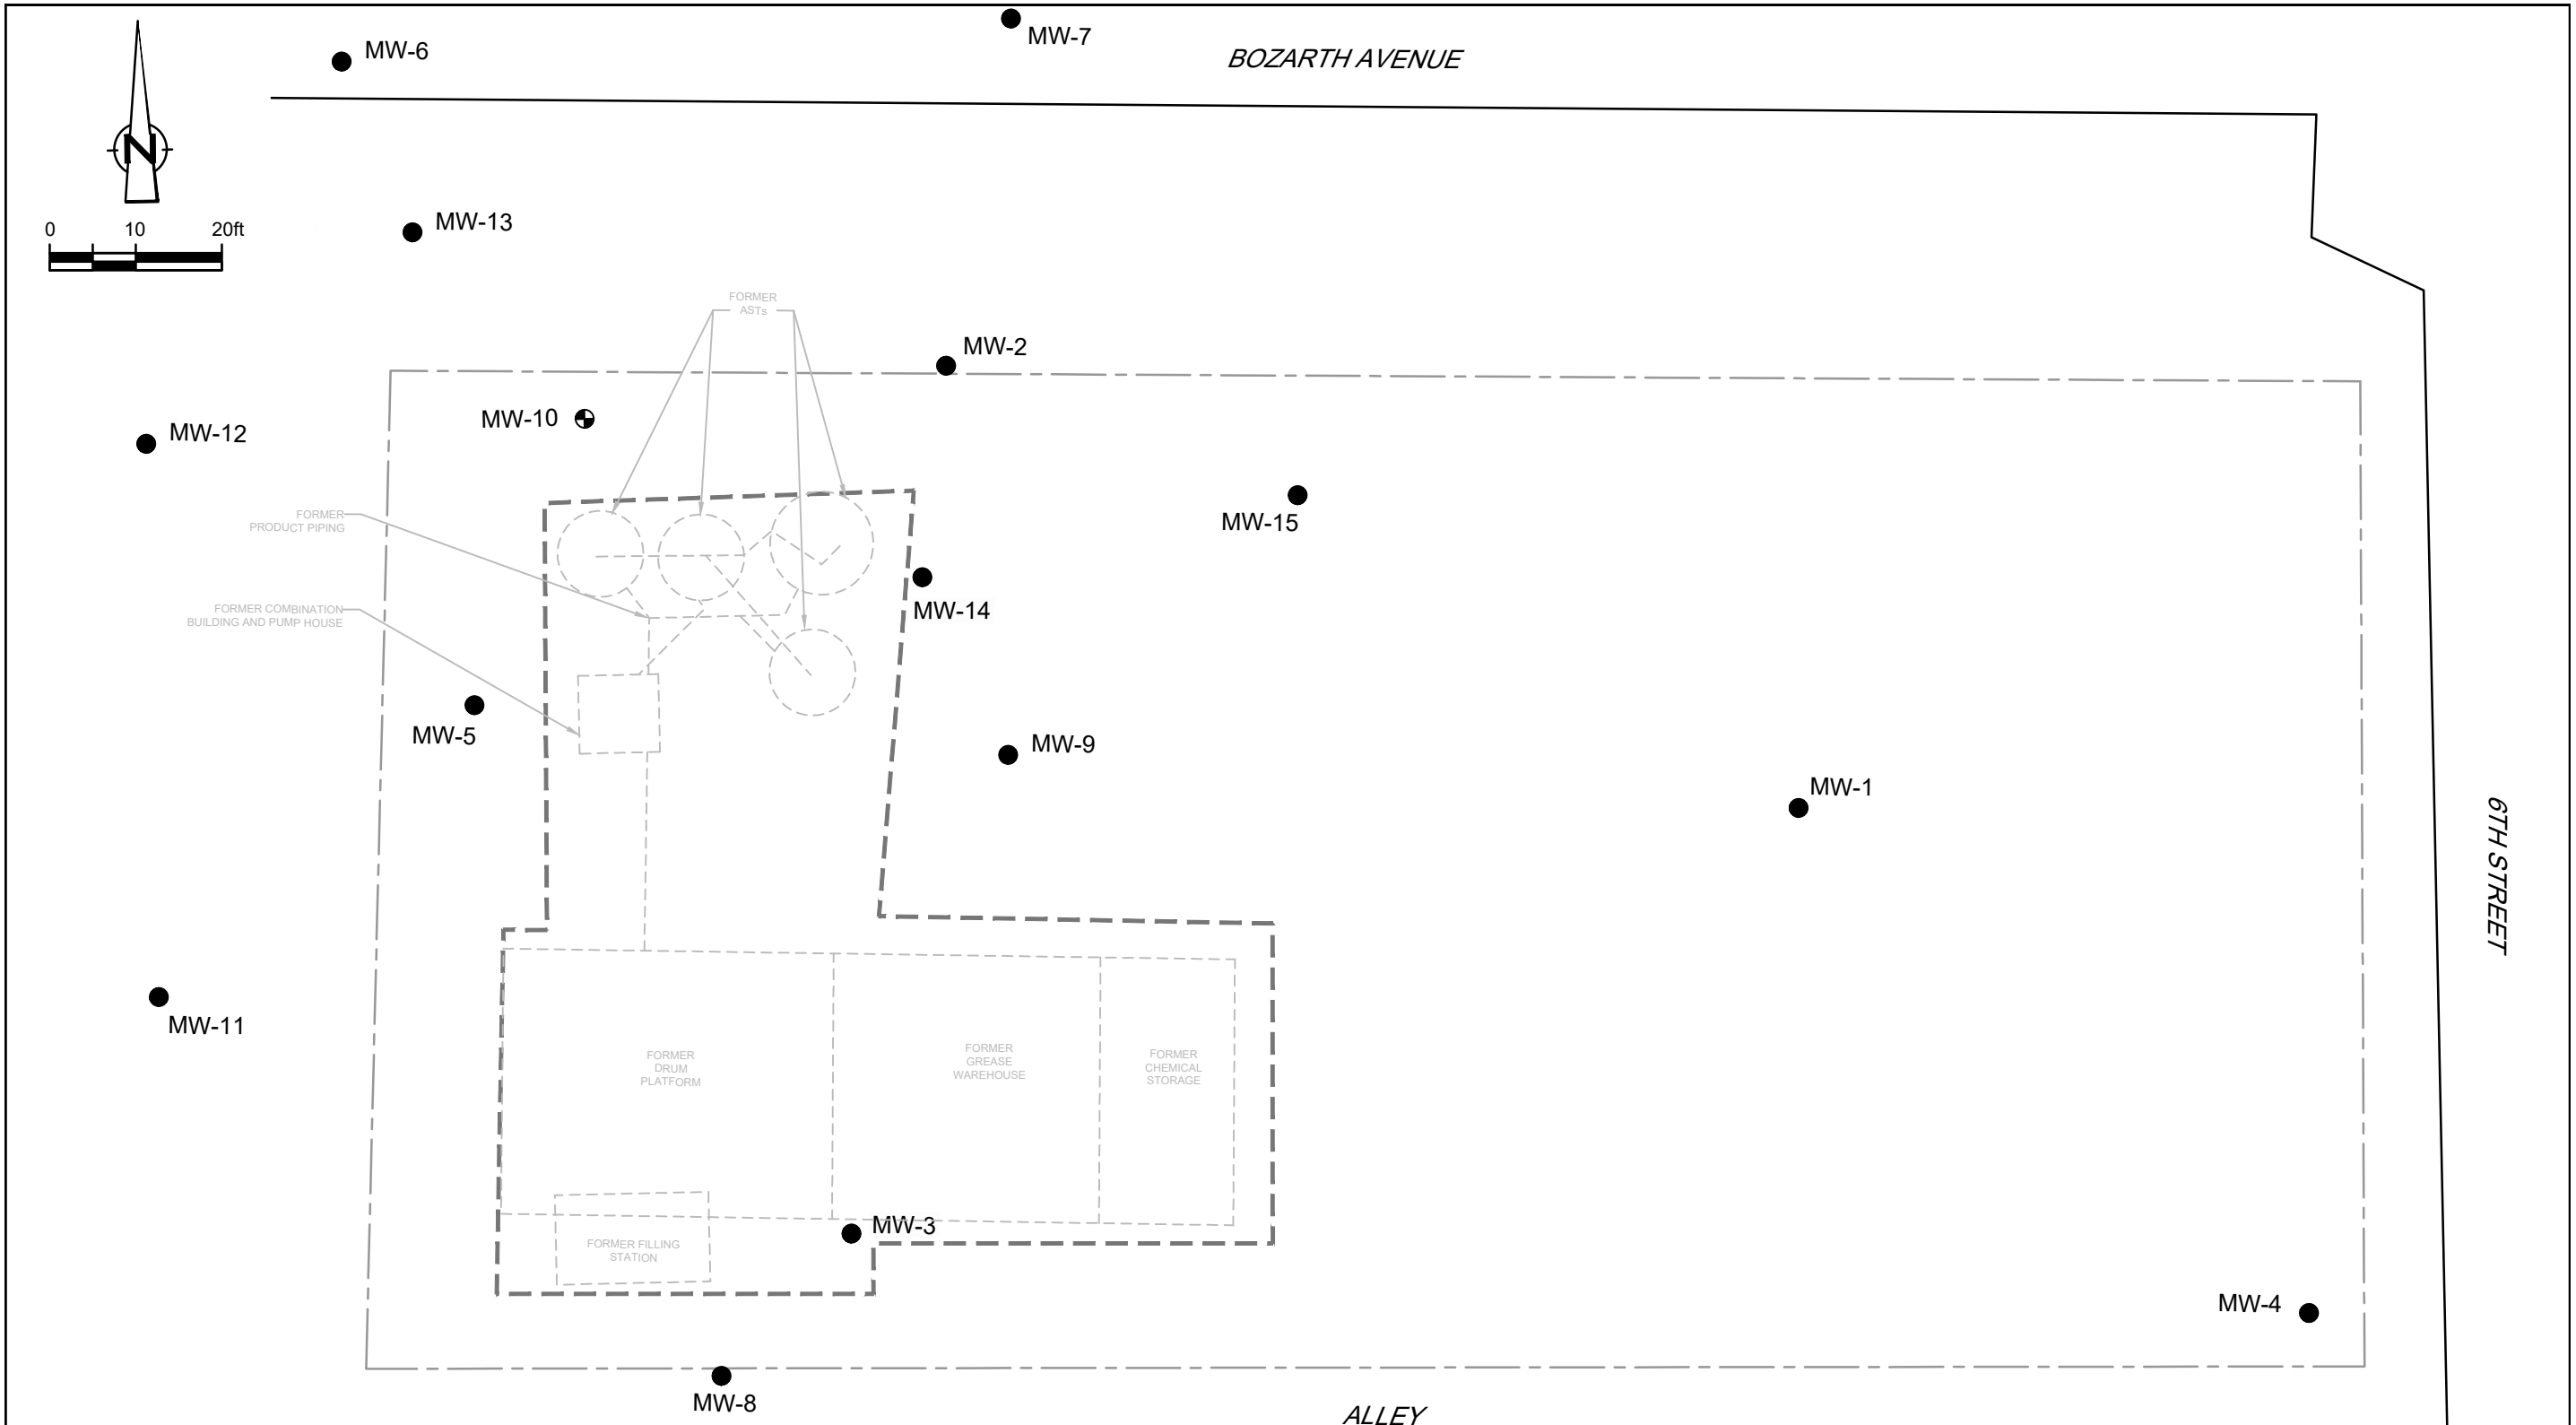 MW-7
MW-6
BOZARTH AVENUE
N
MW-13
0 10 20ft
FORMER
ASTs
MW-2
MW-10
MW-12
FORMER
PRODUCT PIPING
MW-15
FORMER COMBINATION
BUILDING AND PUMP HOUSE
MW-14
MW-5
MW-9
MW-1
6TH STREET
MW-11
FORMER
DRUM
PLATFORM
FORMER
GREASE
WAREHOUSE
FORMER
CHEMICAL
STORAGE
MW-3
FORMER FILLING
STATION
MW-4
MW-8
ALLEY